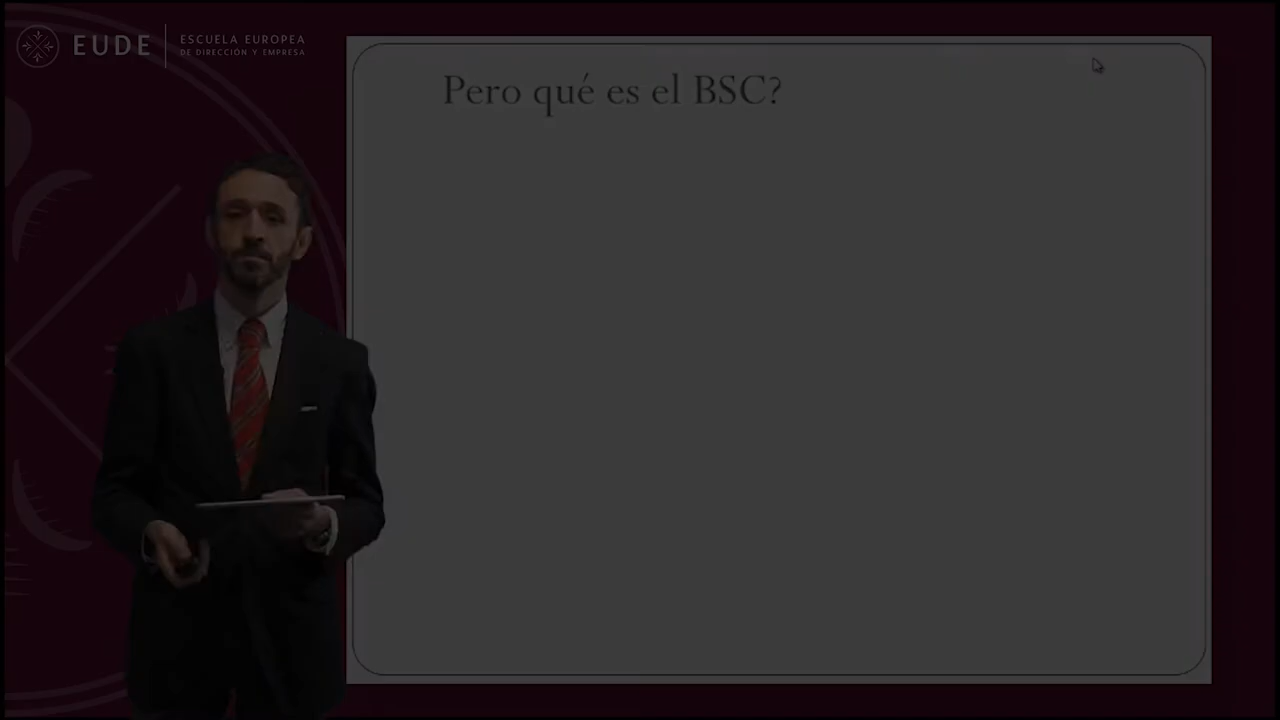 EUDE
ESCUELA EUROPEA
DE DIRECCIÓN Y EMPRESA
Pero qué es el BSC?